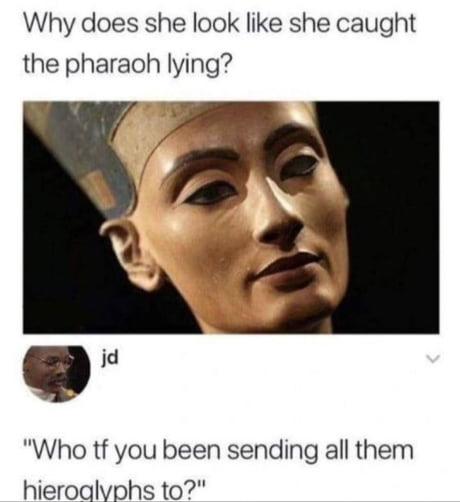 Why does she look like she caught
the pharaoh lying?
jd
"Who tf you been sending all them
hieroglyphs to?"